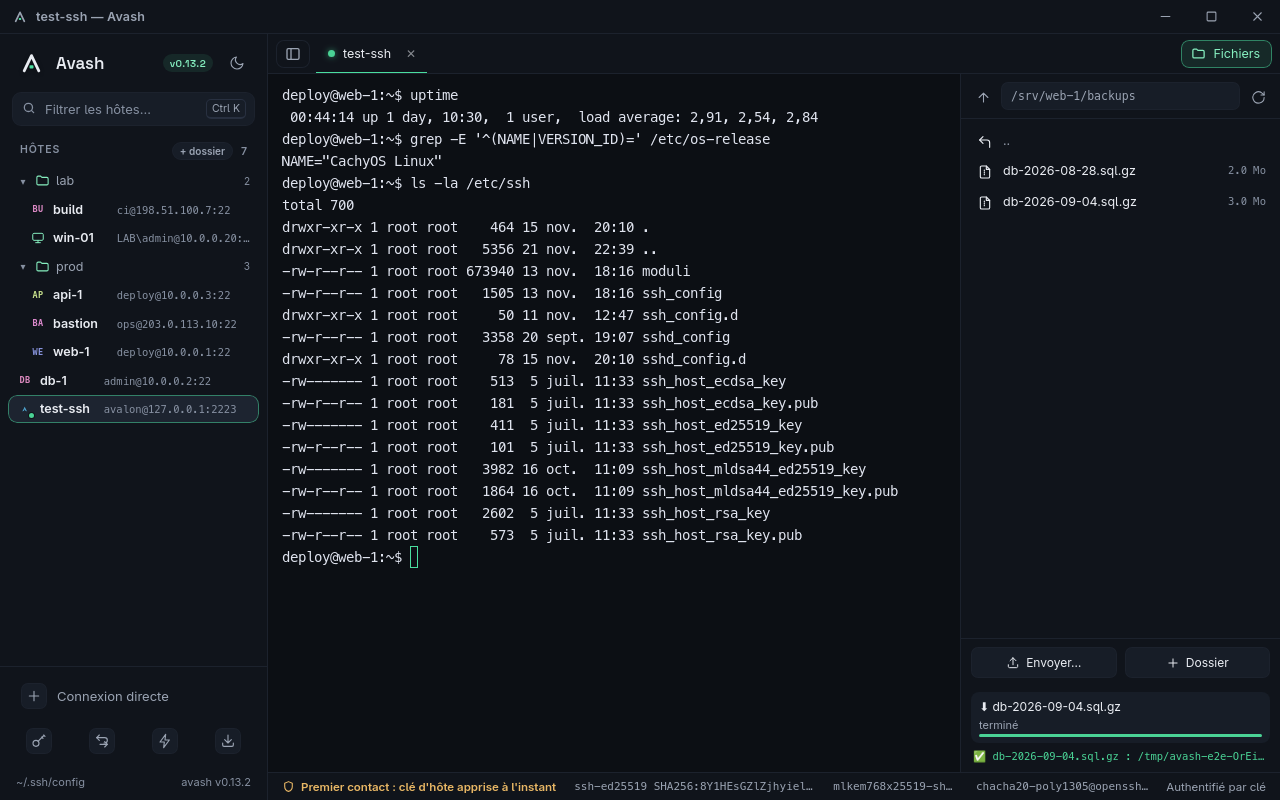 test-ssh — Avash
Avash
v0.13.2
Filtrer les hôtes...
Ctrl K
HÔTES
+ dossier
7
lab
2
BU build ci@198.51.100.7:22
win-01 LAB\admin@10.0.0.20:…
prod
3
AP api-1 deploy@10.0.0.3:22
BA bastion ops@203.0.113.10:22
WE web-1 deploy@10.0.0.1:22
DB db-1 admin@10.0.0.2:22
test-ssh avalon@127.0.0.1:2223
Connexion directe
~/.ssh/config
avash v0.13.2
test-ssh
Fichiers
deploy@web-1:~$ uptime
 00:44:14 up 1 day, 10:30,  1 user,  load average: 2,91, 2,54, 2,84
deploy@web-1:~$ grep -E '^(NAME|VERSION_ID)=' /etc/os-release
NAME="CachyOS Linux"
deploy@web-1:~$ ls -la /etc/ssh
total 700
drwxr-xr-x 1 root root    464 15 nov.  20:10 .
drwxr-xr-x 1 root root   5356 21 nov.  22:39 ..
-rw-r--r-- 1 root root 673940 13 nov.  18:16 moduli
-rw-r--r-- 1 root root   1505 13 nov.  18:16 ssh_config
drwxr-xr-x 1 root root     50 11 nov.  12:47 ssh_config.d
-rw-r--r-- 1 root root   3358 20 sept. 19:07 sshd_config
drwxr-xr-x 1 root root     78 15 nov.  20:10 sshd_config.d
-rw------- 1 root root    513  5 juil. 11:33 ssh_host_ecdsa_key
-rw-r--r-- 1 root root    181  5 juil. 11:33 ssh_host_ecdsa_key.pub
-rw------- 1 root root    411  5 juil. 11:33 ssh_host_ed25519_key
-rw-r--r-- 1 root root    101  5 juil. 11:33 ssh_host_ed25519_key.pub
-rw------- 1 root root   3982 16 oct.  11:09 ssh_host_mldsa44_ed25519_key
-rw-r--r-- 1 root root   1864 16 oct.  11:09 ssh_host_mldsa44_ed25519_key.pub
-rw------- 1 root root   2602  5 juil. 11:33 ssh_host_rsa_key
-rw-r--r-- 1 root root    573  5 juil. 11:33 ssh_host_rsa_key.pub
deploy@web-1:~$
/srv/web-1/backups
..
db-2026-08-28.sql.gz 2.0 Mo
db-2026-09-04.sql.gz 3.0 Mo
Envoyer...
Dossier
⬇ db-2026-09-04.sql.gz
terminé
✅ db-2026-09-04.sql.gz : /tmp/avash-e2e-OrEi…
Premier contact : clé d'hôte apprise à l'instant
ssh-ed25519 SHA256:8Y1HEsGZlZjhyiel…
mlkem768x25519-sh…
chacha20-poly1305@openssh…
Authentifié par clé